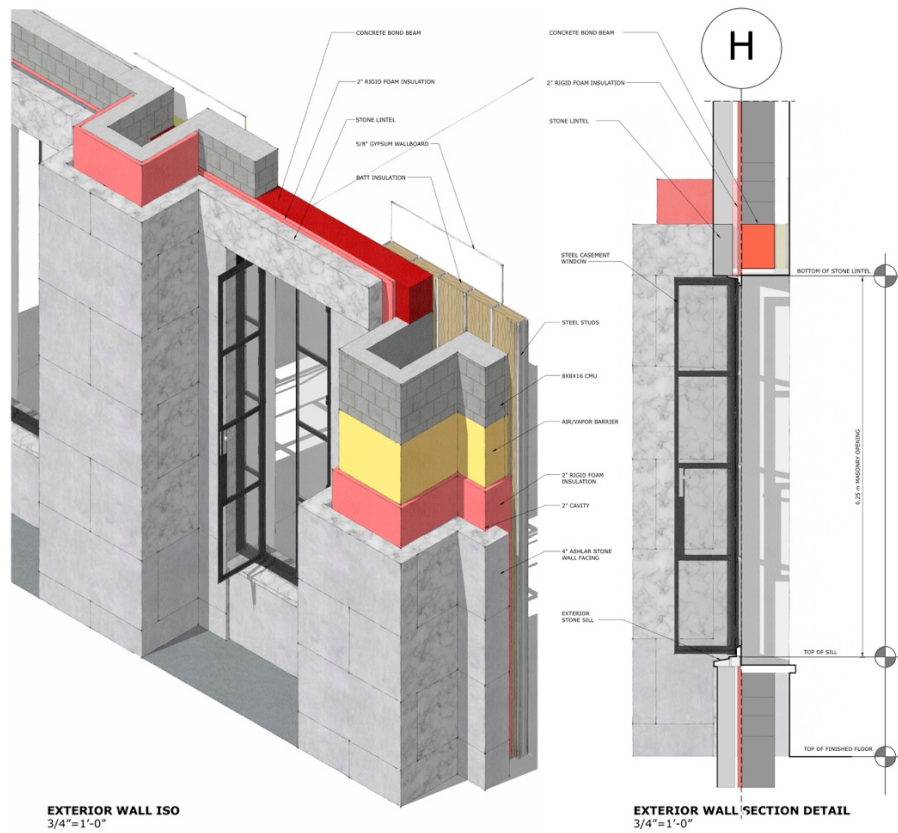 CONCRETE BOND BEAM
2" RIGID FOAM INSULATION
STONE LINTEL
5/8" GYPSUM WALLBOARD
BATT INSULATION
STEEL STUDS
8X8X16 CMU
AIR/VAPOR BARRIER
2" RIGID FOAM
INSULATION
2" CAVITY
4" ASHLAR STONE
WALL FACING
EXTERIOR WALL ISO
3/4"=1'-0"
H
CONCRETE BOND BEAM
2" RIGID FOAM INSULATION
STONE LINTEL
STEEL CASEMENT
WINDOW
BOTTOM OF STONE LINTEL
6.25 m MASONRY OPENING
EXTERIOR
STONE SILL
TOP OF SILL
TOP OF FINISHED FLOOR
EXTERIOR WALL SECTION DETAIL
3/4"=1'-0"